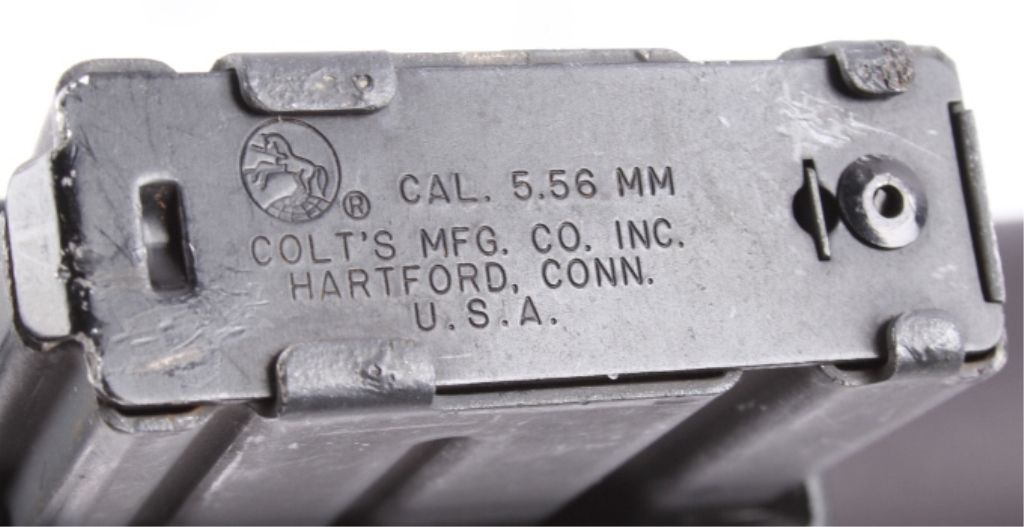 ® CAL. 5.56 MM
COLT'S MFG. CO. INC.
HARTFORD, CONN.
U.S.A.